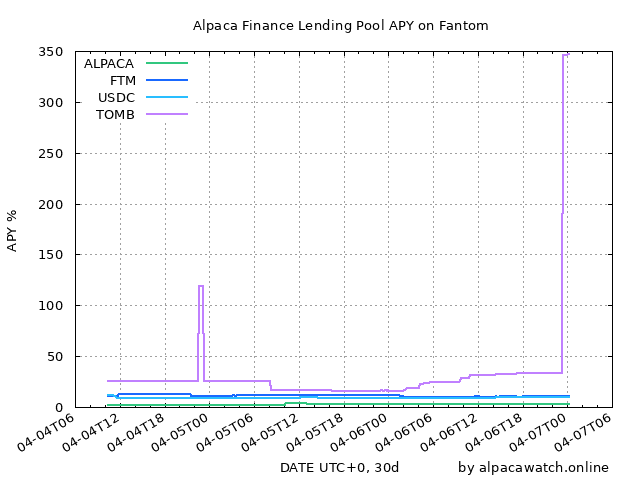 Alpaca Finance Lending Pool APY on Fantom
350
300
250
200
150
100
50
0
APY %
ALPACA
FTM
USDC
TOMB
04-04T06
04-04T12
04-04T18
04-05T00
04-05T06
04-05T12
04-05T18
04-06T00
04-06T06
04-06T12
04-06T18
04-07T00
04-07T06
DATE UTC+0, 30d
by alpacawatch.online